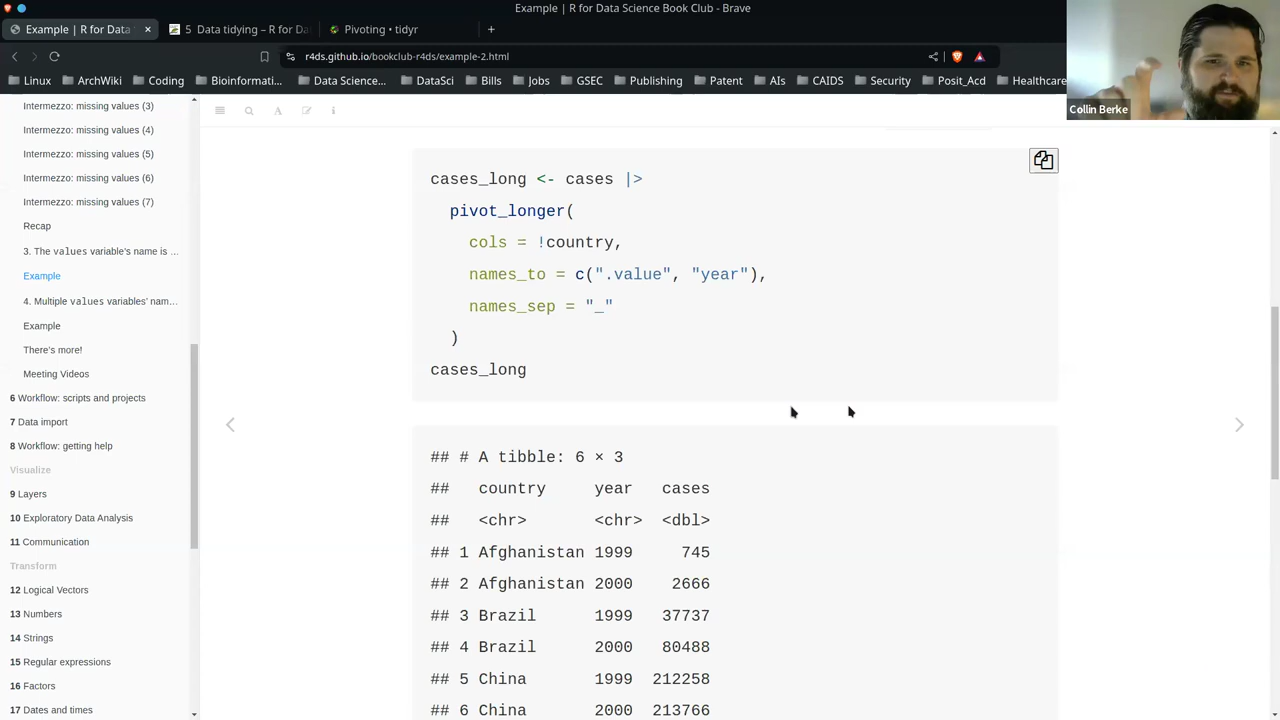 Example | R for Data Science Book Club - Brave
Example | R for Data
5 Data tidying – R for Da
Pivoting • tidyr
r4ds.github.io/bookclub-r4ds/example-2.html
Linux
ArchWiki
Coding
Bioinformati...
Data Science...
DataSci
Bills
Jobs
GSEC
Publishing
Patent
AIs
CAIDS
Security
Posit_Acd
Healthcare
Collin Berke
Intermezzo: missing values (3)
Intermezzo: missing values (4)
Intermezzo: missing values (5)
Intermezzo: missing values (6)
Intermezzo: missing values (7)
Recap
3. The values variable's name is ...
Example
4. Multiple values variables' nam...
Example
There's more!
Meeting Videos
6 Workflow: scripts and projects
7 Data import
8 Workflow: getting help
Visualize
9 Layers
10 Exploratory Data Analysis
11 Communication
Transform
12 Logical Vectors
13 Numbers
14 Strings
15 Regular expressions
16 Factors
17 Dates and times
cases_long <- cases |>
pivot_longer(
cols = !country,
names_to = c(".value", "year"),
names_sep = "_"
)
cases_long
## # A tibble: 6 × 3
## country year cases
## <chr> <chr> <dbl>
## 1 Afghanistan 1999 745
## 2 Afghanistan 2000 2666
## 3 Brazil 1999 37737
## 4 Brazil 2000 80488
## 5 China 1999 212258
## 6 China 2000 213766